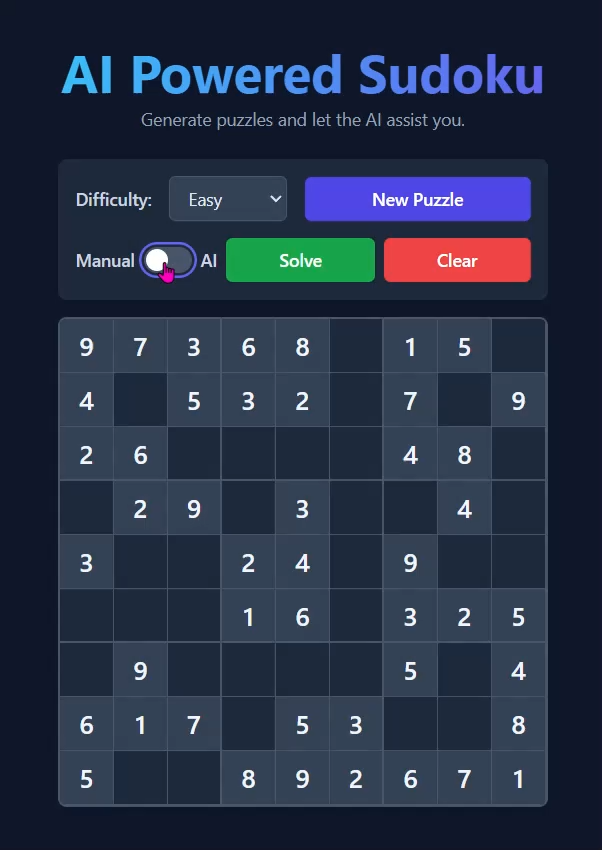 AI Powered Sudoku
Generate puzzles and let the AI assist you.
Difficulty: Easy New Puzzle
Manual AI Solve Clear
9 7 3 6 8 1 5
4 5 3 2 7 9
2 6 4 8
2 9 3 4
3 2 4 9
1 6 3 2 5
9 5 4
6 1 7 5 3 8
5 8 9 2 6 7 1